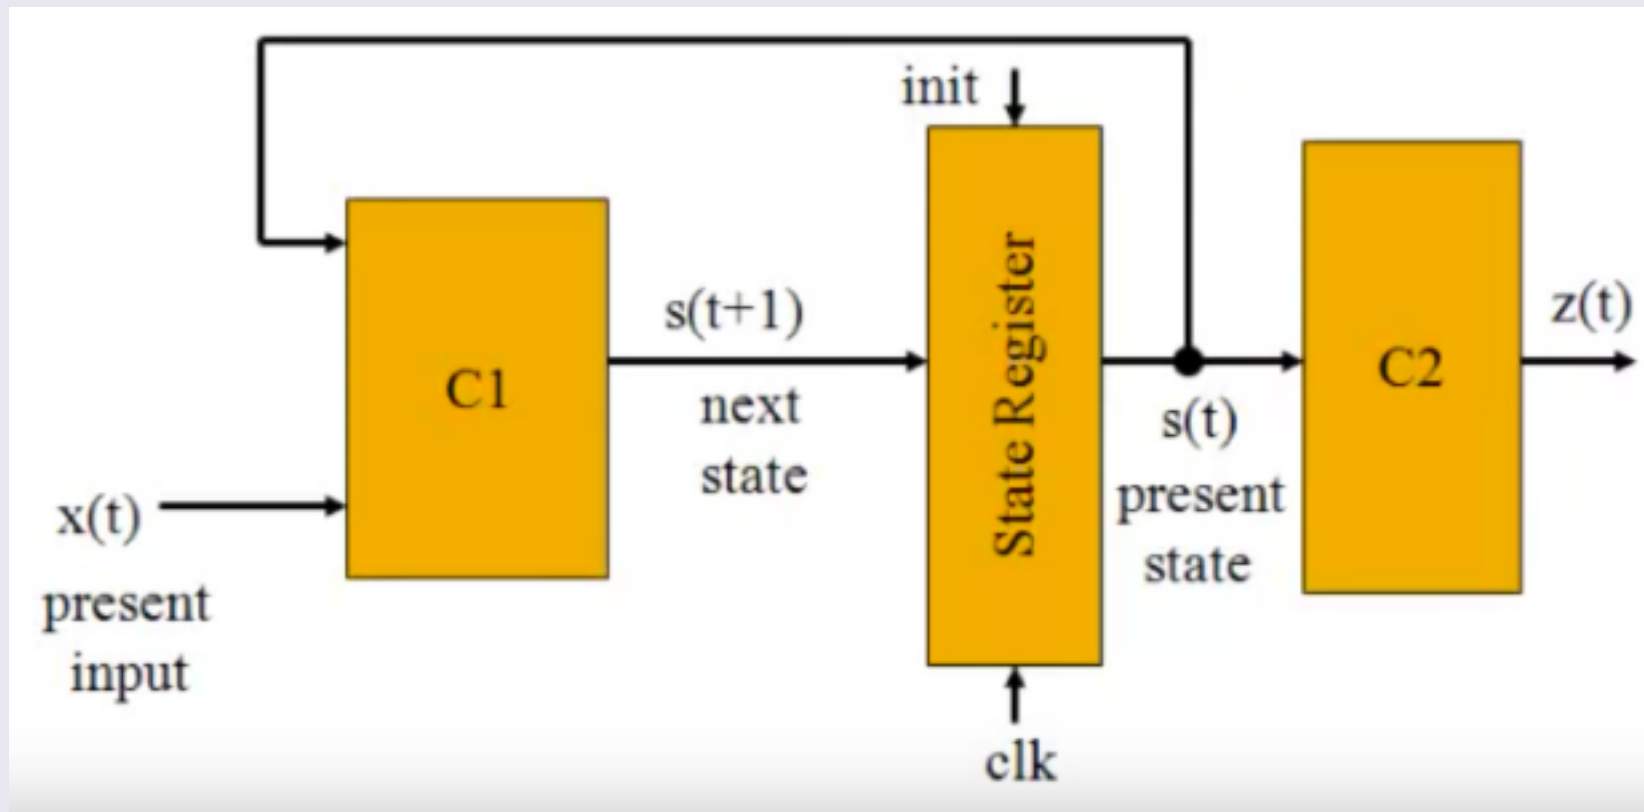 init
C1
s(t+1)
next
state
x(t)
present
input
State Register
clk
s(t)
present
state
C2
z(t)